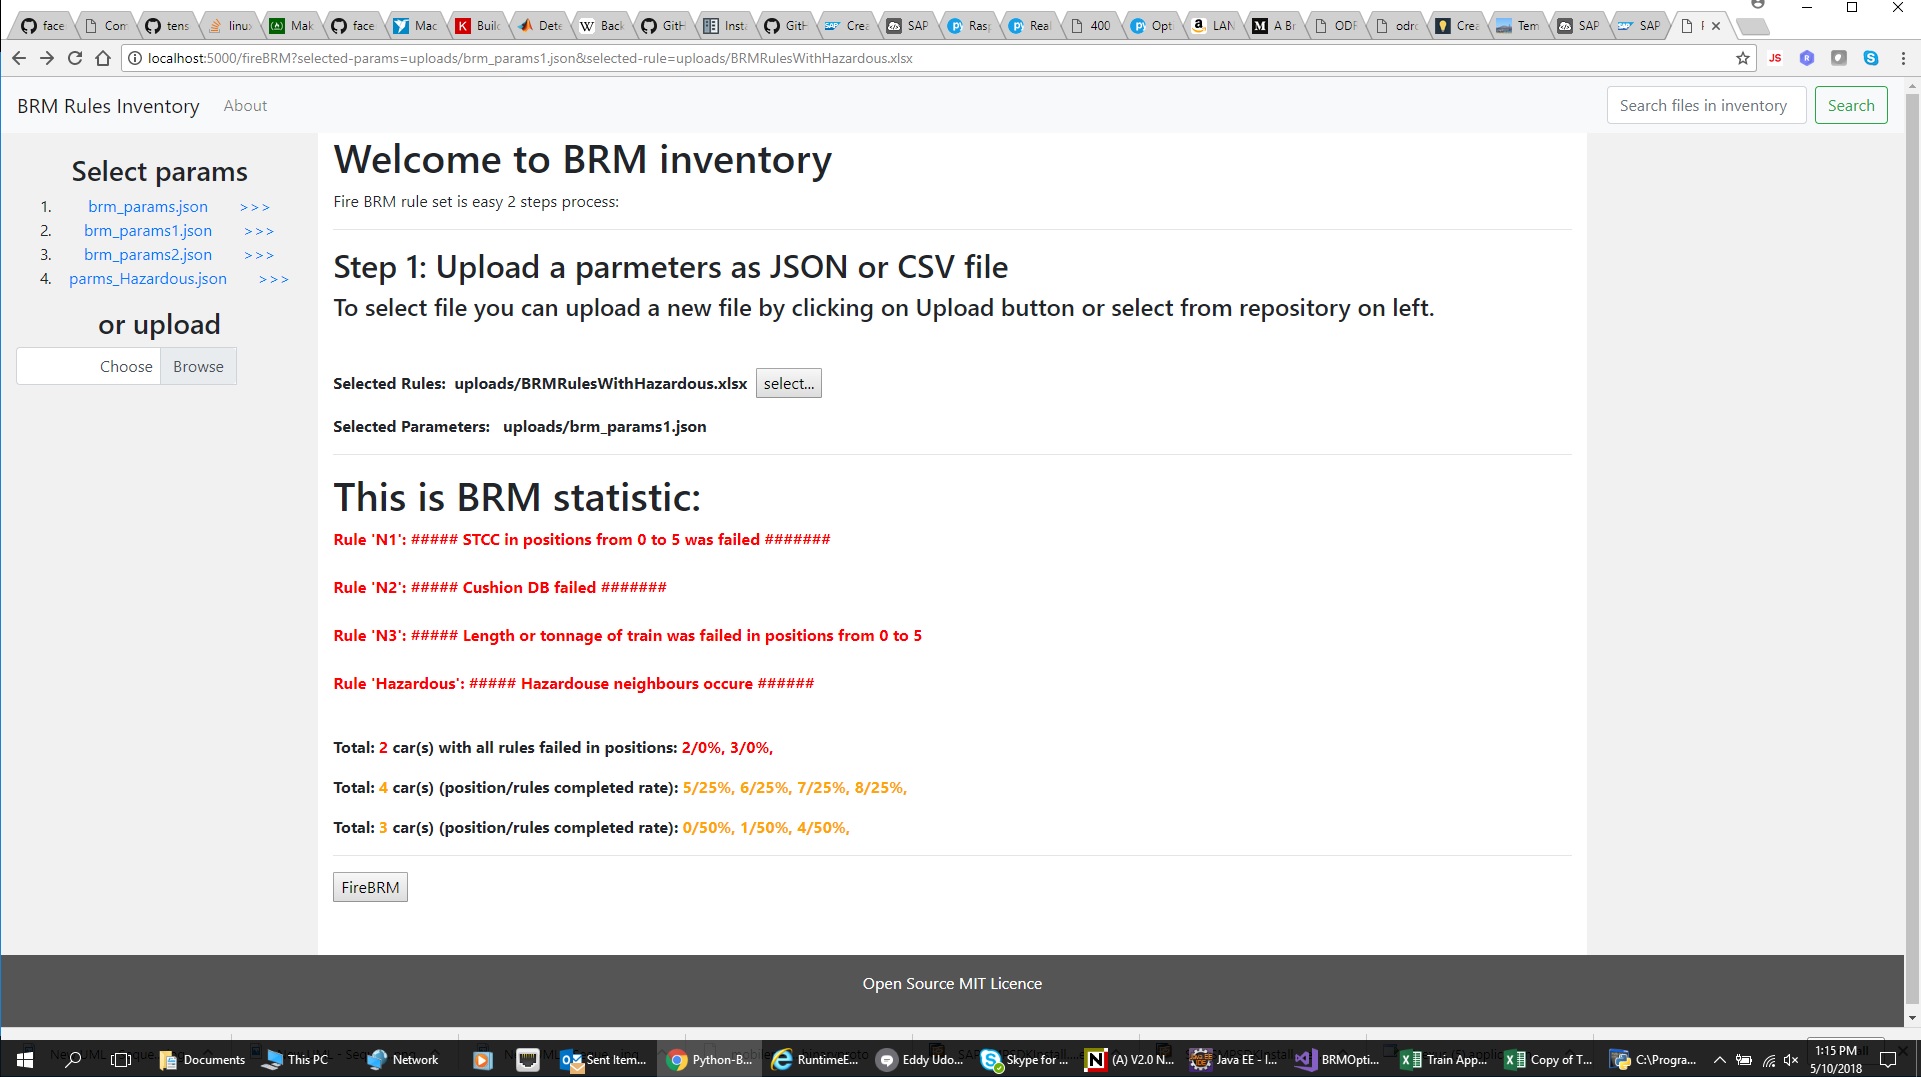 face
Com
tens
linux
Mak
face
Mac
Build
Dete
Back
GitH
Insta
GitH
Crea
SAP
Rasp
Real
400
Opt
LAN
A Br
ODR
odro
Crea
Tem
SAP
SAP
localhost:5000/fireBRM?selected-params=uploads/brm_params1.json&selected-rule=uploads/BRMRulesWithHazardous.xlsx
JS
BRM Rules Inventory About Search files in inventory Search
Select params
1. brm_params.json >>>
2. brm_params1.json >>>
3. brm_params2.json >>>
4. parms_Hazardous.json >>>
or upload
Choose Browse
Welcome to BRM inventory
Fire BRM rule set is easy 2 steps process:
Step 1: Upload a parmeters as JSON or CSV file
To select file you can upload a new file by clicking on Upload button or select from repository on left.
Selected Rules: uploads/BRMRulesWithHazardous.xlsx select...
Selected Parameters: uploads/brm_params1.json
This is BRM statistic:
Rule 'N1': ##### STCC in positions from 0 to 5 was failed #######
Rule 'N2': ##### Cushion DB failed #######
Rule 'N3': ##### Length or tonnage of train was failed in positions from 0 to 5
Rule 'Hazardous': ##### Hazardouse neighbours occure ######
Total: 2 car(s) with all rules failed in positions: 2/0%, 3/0%,
Total: 4 car(s) (position/rules completed rate): 5/25%, 6/25%, 7/25%, 8/25%,
Total: 3 car(s) (position/rules completed rate): 0/50%, 1/50%, 4/50%,
FireBRM
Open Source MIT Licence
Documents
This PC
Network
Sent Item...
Python-B...
RuntineE...
Eddy Udo...
Skype for ...
(A) V2.0 N...
Java EE - I...
BRMOpti...
Train App...
Copy of T...
C:\Progra...
1:15 PM
5/10/2018